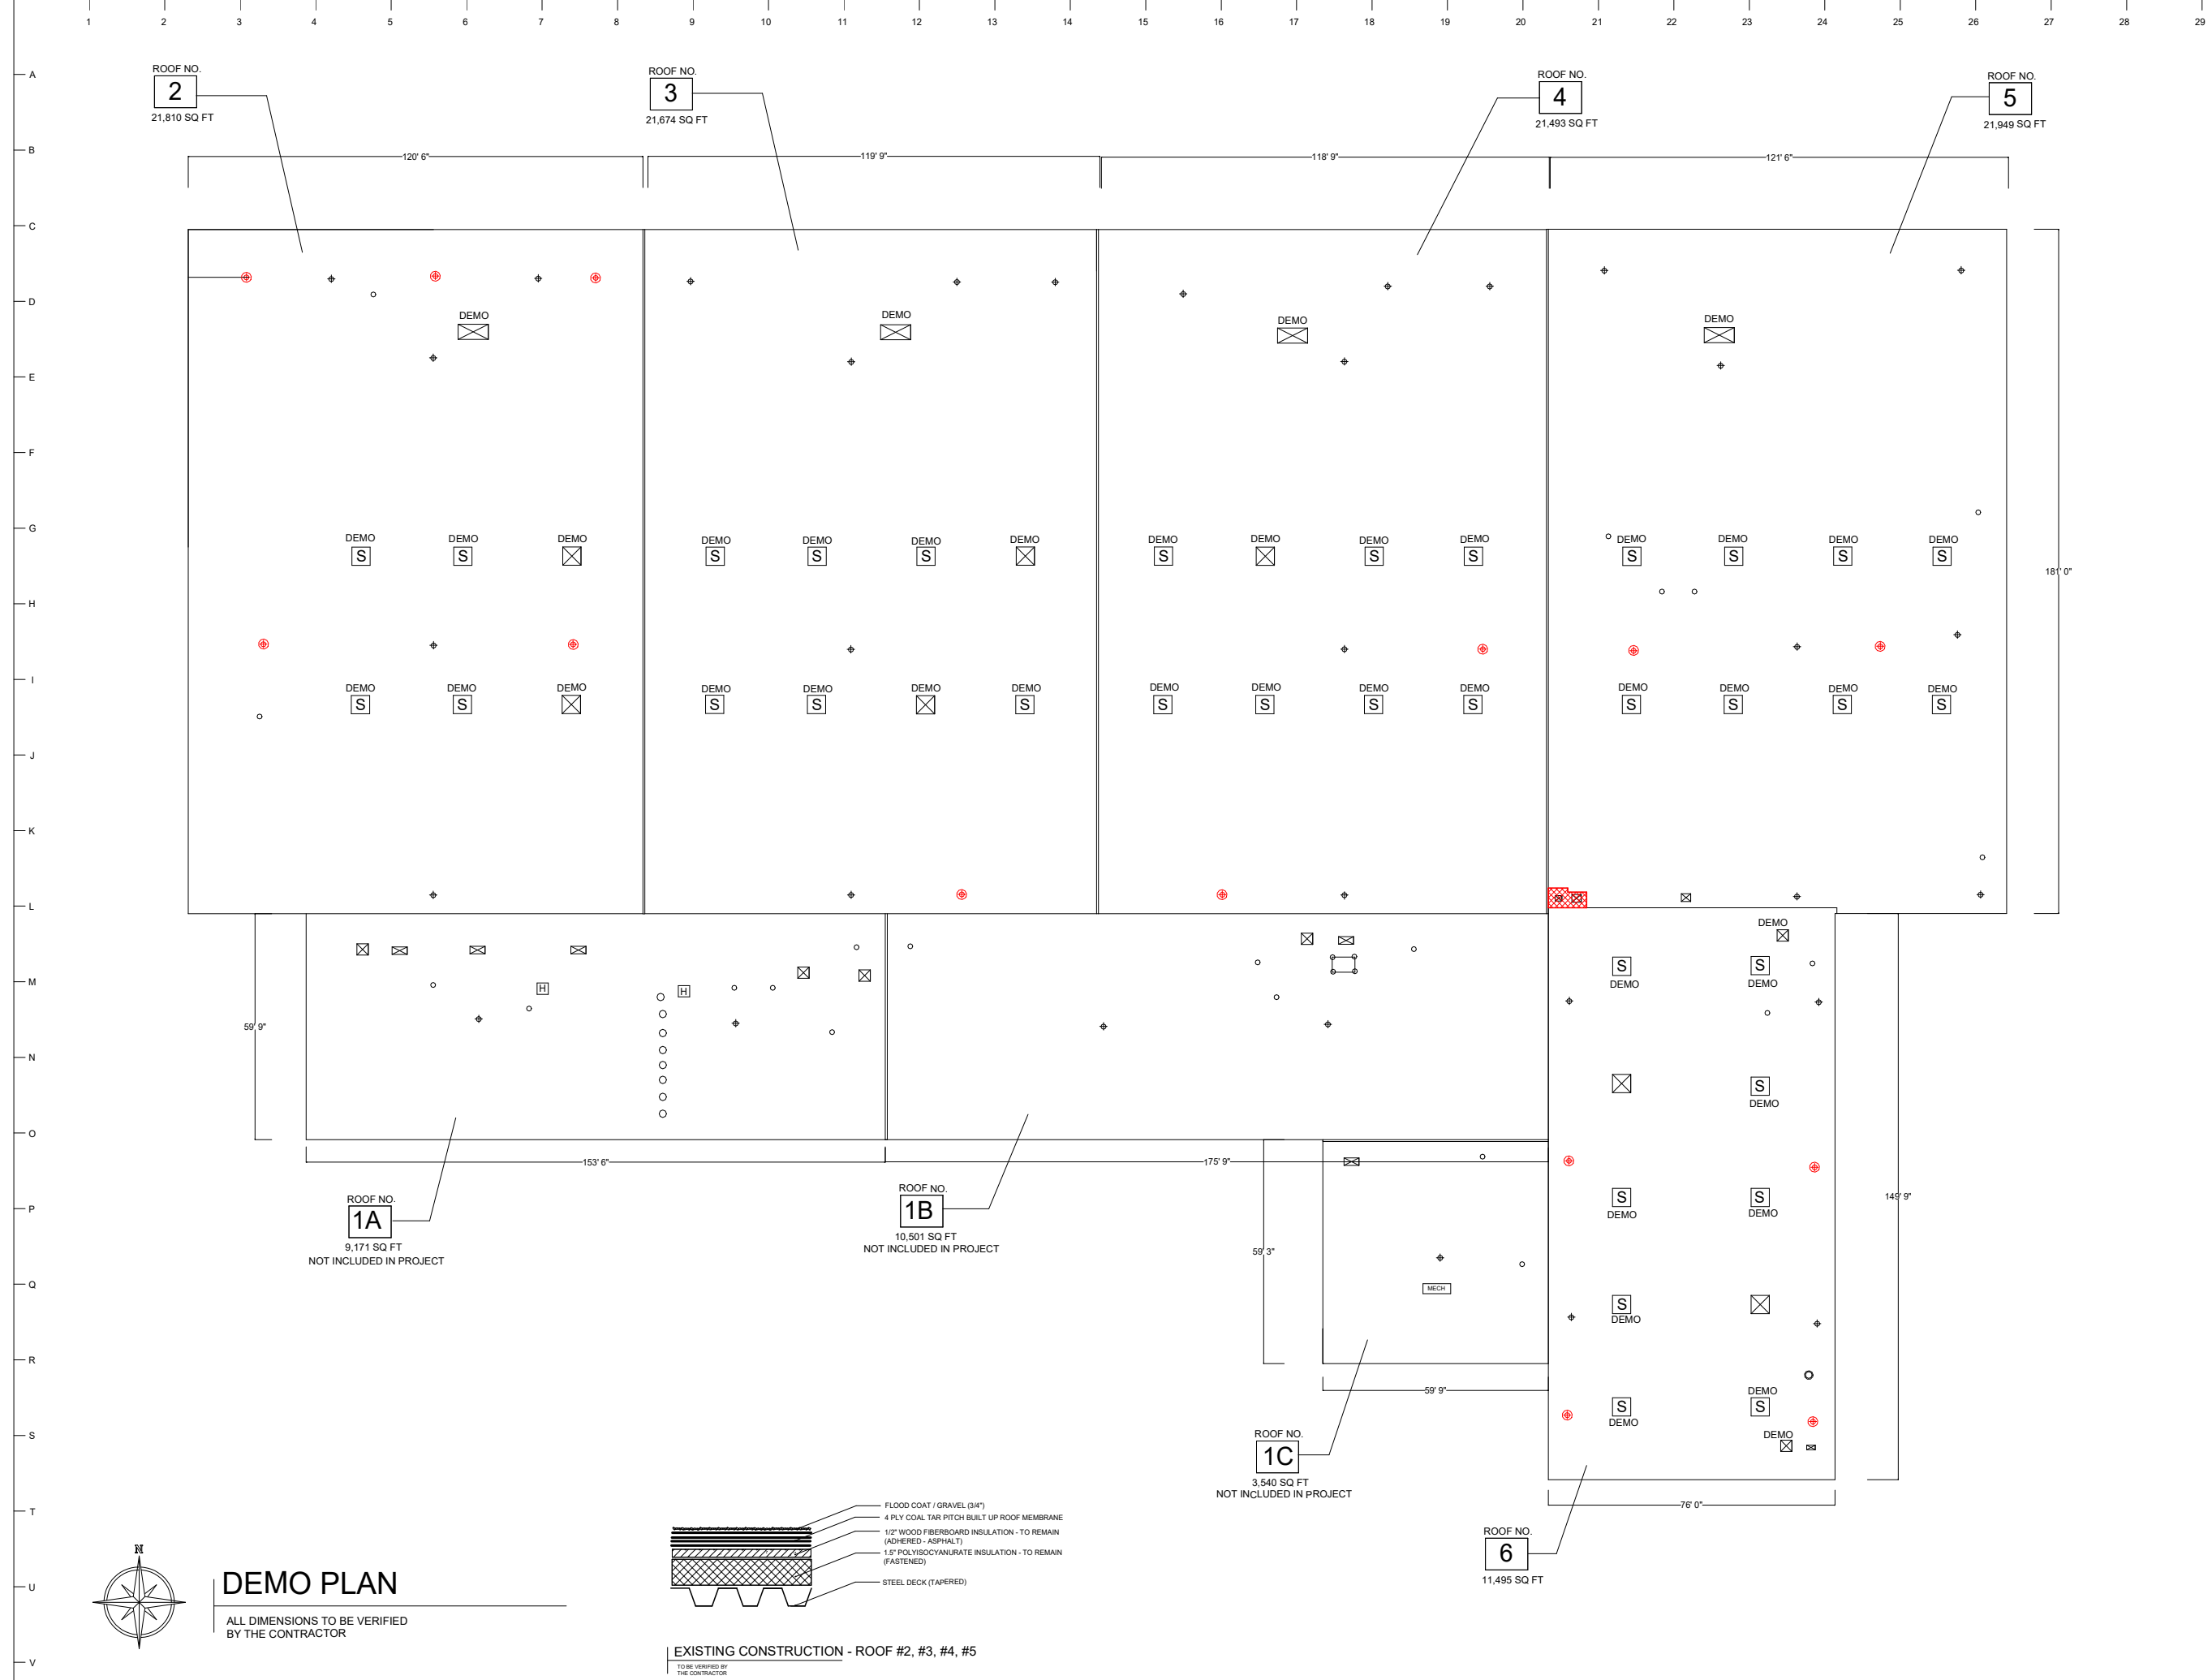 1 2 3 4 5 6 7 8 9 10 11 12 13 14 15 16 17 18 19 20 21 22 23 24 25 26 27 28 29
A
B
C
D
E
F
G
H
I
J
K
L
M
N
O
P
Q
R
S
T
U
V
ROOF NO.
2
21,810 SQ FT
ROOF NO.
3
21,674 SQ FT
ROOF NO.
4
21,493 SQ FT
ROOF NO.
5
21,949 SQ FT
120' 6"
119' 9"
118' 9"
121' 6"
DEMO
DEMO
DEMO
DEMO
DEMO DEMO DEMO DEMO DEMO DEMO DEMO DEMO DEMO DEMO DEMO DEMO DEMO DEMO DEMO
S S S S S S S S S S S S
181' 0"
DEMO DEMO DEMO DEMO DEMO DEMO DEMO DEMO DEMO DEMO DEMO DEMO DEMO DEMO DEMO
S S S S S S S S S S S S S
DEMO
S S
DEMO DEMO
H H
59' 9"
S
DEMO
153' 6"
175' 9"
149' 9"
S S
DEMO DEMO
ROOF NO.
1A
9,171 SQ FT
NOT INCLUDED IN PROJECT
ROOF NO.
1B
10,501 SQ FT
NOT INCLUDED IN PROJECT
59' 3"
MECH
S
DEMO
59' 9"
DEMO
S S
DEMO
DEMO
ROOF NO.
1C
3,540 SQ FT
NOT INCLUDED IN PROJECT
76' 0"
ROOF NO.
6
11,495 SQ FT
FLOOD COAT / GRAVEL (3/4")
4 PLY COAL TAR PITCH BUILT UP ROOF MEMBRANE
1/2" WOOD FIBERBOARD INSULATION - TO REMAIN
(ADHERED - ASPHALT)
1.5" POLYISOCYANURATE INSULATION - TO REMAIN
(FASTENED)
STEEL DECK (TAPERED)
N
DEMO PLAN
ALL DIMENSIONS TO BE VERIFIED
BY THE CONTRACTOR
EXISTING CONSTRUCTION - ROOF #2, #3, #4, #5
TO BE VERIFIED BY
THE CONTRACTOR